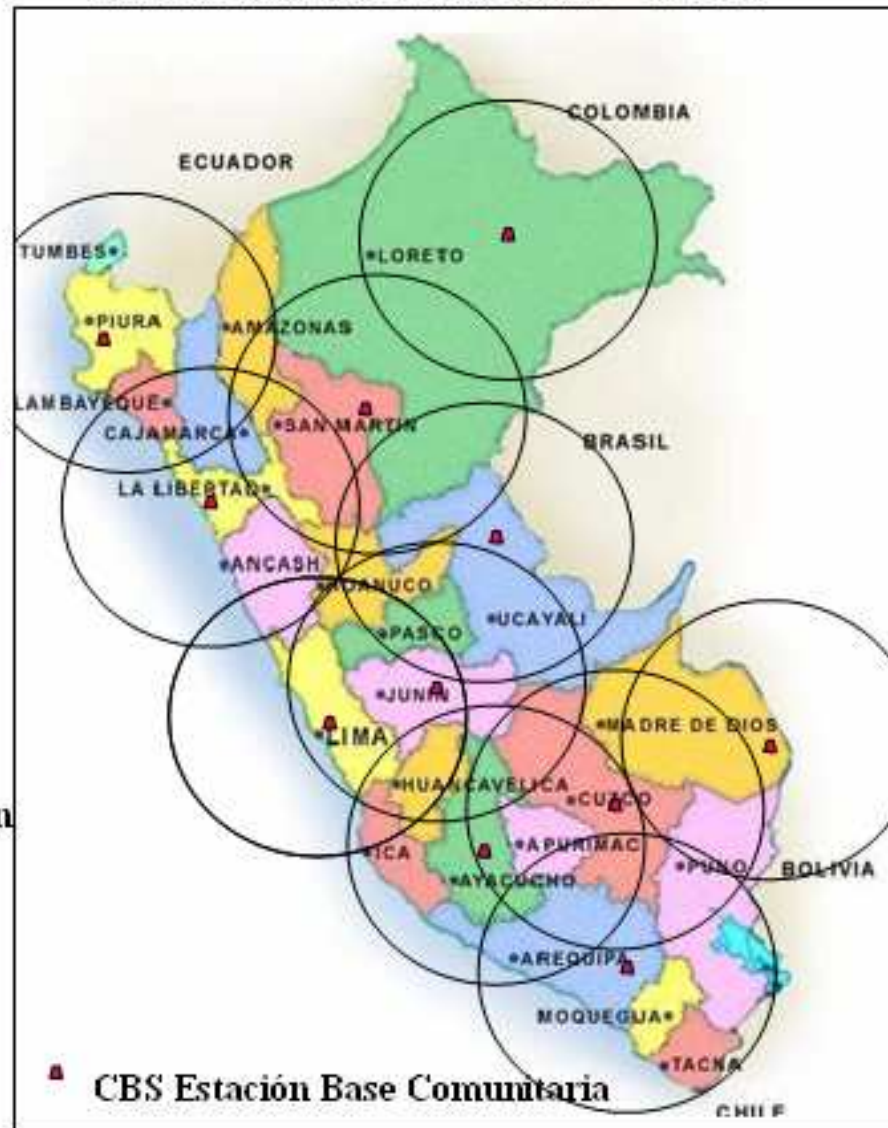 COLOMBIA
ECUADOR
TUMBES
LORETO
PIURA
AMAZONAS
LAMBAYEQUE
SAN MARTIN
CAJAMARCA
BRASIL
LA LIBERTAD
ANCASH
HUANUCO
UCAYALI
PASCO
JUNIN
MADRE DE DIOS
LIMA
HUANCAVELICA
CUZCO
n
APURIMAC
ICA
PUNO
BOLIVIA
AYACUCHO
AREQUIPA
MOQUEGUA
TACNA
CBS Estación Base Comunitaria
CHILE